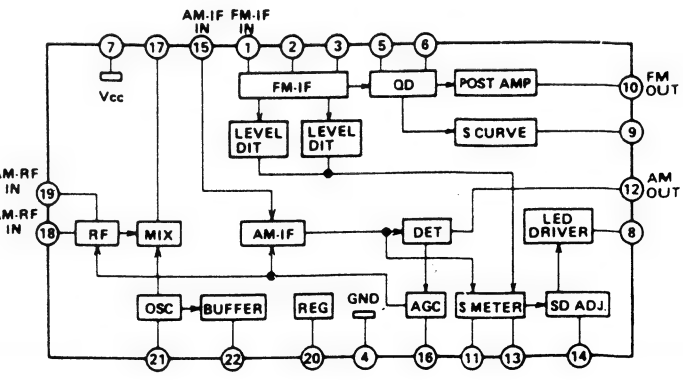 AM-IF FM-IF
IN IN
7 17 15 1 2 3 5 6
Vcc
FM-IF QD POST AMP 10 FM
OUT
LEVEL LEVEL S CURVE 9
DIT DIT
AM-RF
IN
19
12 AM
OUT
AM-RF
IN
18 RF MIX AM-IF DET LED
DRIVER 8
OSC BUFFER REG GND AGC S METER SD ADJ.
21 22 20 4 16 11 13 14